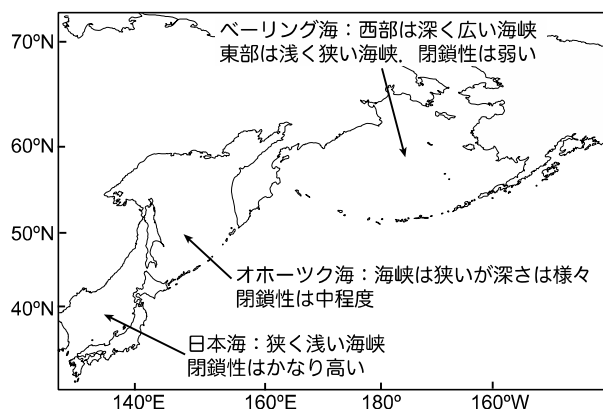 ベーリング海：西部は深く広い海峡
東部は浅く狭い海峡．閉鎖性は弱い
オホーツク海：海峡は狭いが深さは様々
閉鎖性は中程度
日本海：狭く浅い海峡
閉鎖性はかなり高い
70ºN
60ºN
50ºN
40ºN
140ºE
160ºE
180º
160ºW